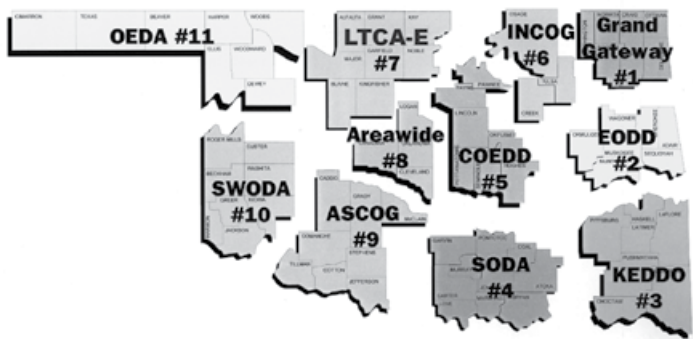 CIMARRON
TEXAS
BEAVER
HARPER
WOODS
OEDA #11
ELLIS
WOODWARD
DEWEY
ALFALFA
GRANT
KAY
LTCA-E
#7
MAJOR
GARFIELD
NOBLE
BLAINE
KINGFISHER
OSAGE
INCOG
#6
TULSA
CREEK
PAWNEE
Grand
Gateway
#1
CRAIG
LOGAN
Areawide
#8
CLEVELAND
PAYNE
LINCOLN
OKFUSKEE
COEDD
#5
WAGONER
CHEROKEE
EODD
#2
OKMULGEE
MUSKOGEE
ADAIR
SEQUOYAH
ROGER MILLS
CUSTER
BECKHAM
WASHITA
SWODA
#10
GREER
KIOWA
HARMON
JACKSON
CADDO
GRADY
ASCOG
#9
McCLAIN
COMANCHE
STEPHENS
TILLMAN
COTTON
JEFFERSON
GARVIN
PONTOTOC
COAL
SODA
#4
MURRAY
ATOKA
CARTER
LOVE
PITTSBURG
HASKELL
LATIMER
LeFLORE
PUSHMATAHA
KEDDO
#3
CHOCTAW